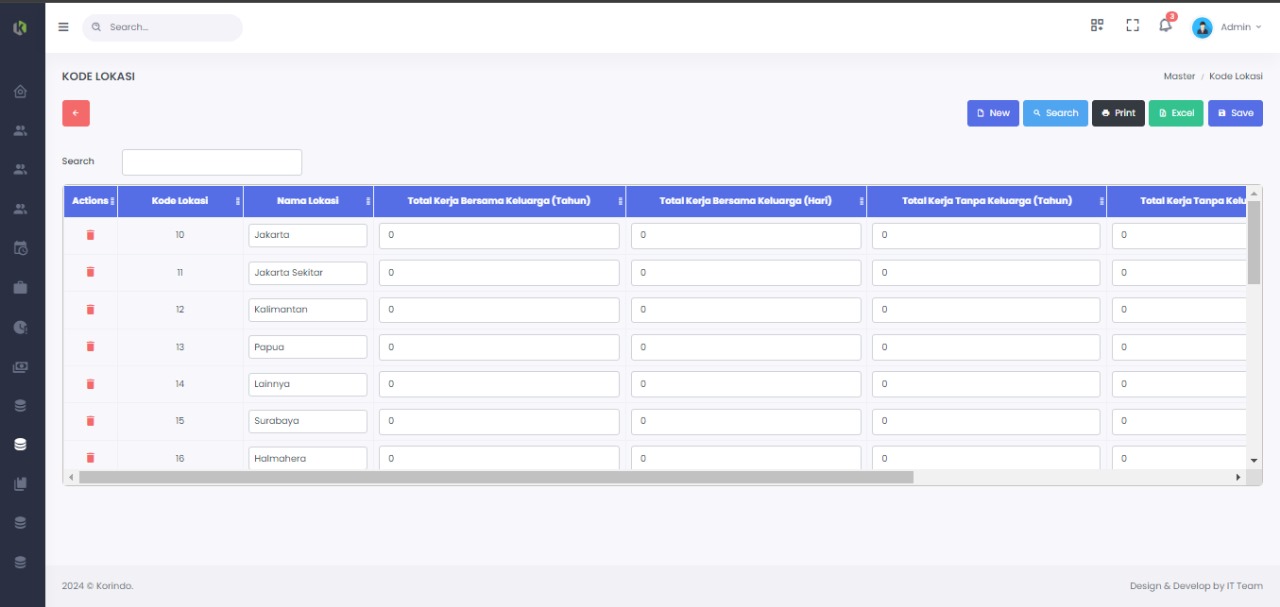 Search...
3
Admin
KODE LOKASI
Master / Kode Lokasi
New Search Print Excel Save
Search
Actions Kode Lokasi Nama Lokasi Total Kerja Bersama Keluarga (Tahun) Total Kerja Bersama Keluarga (Hari) Total Kerja Tanpa Keluarga (Tahun) Total Kerja Tanpa Kelu
10 Jakarta 0 0 0 0
11 Jakarta Sekitar 0 0 0 0
12 Kalimantan 0 0 0 0
13 Papua 0 0 0 0
14 Lainnya 0 0 0 0
15 Surabaya 0 0 0 0
16 Halmahera 0 0 0 0
2024 © Korindo.
Design & Develop by IT Team